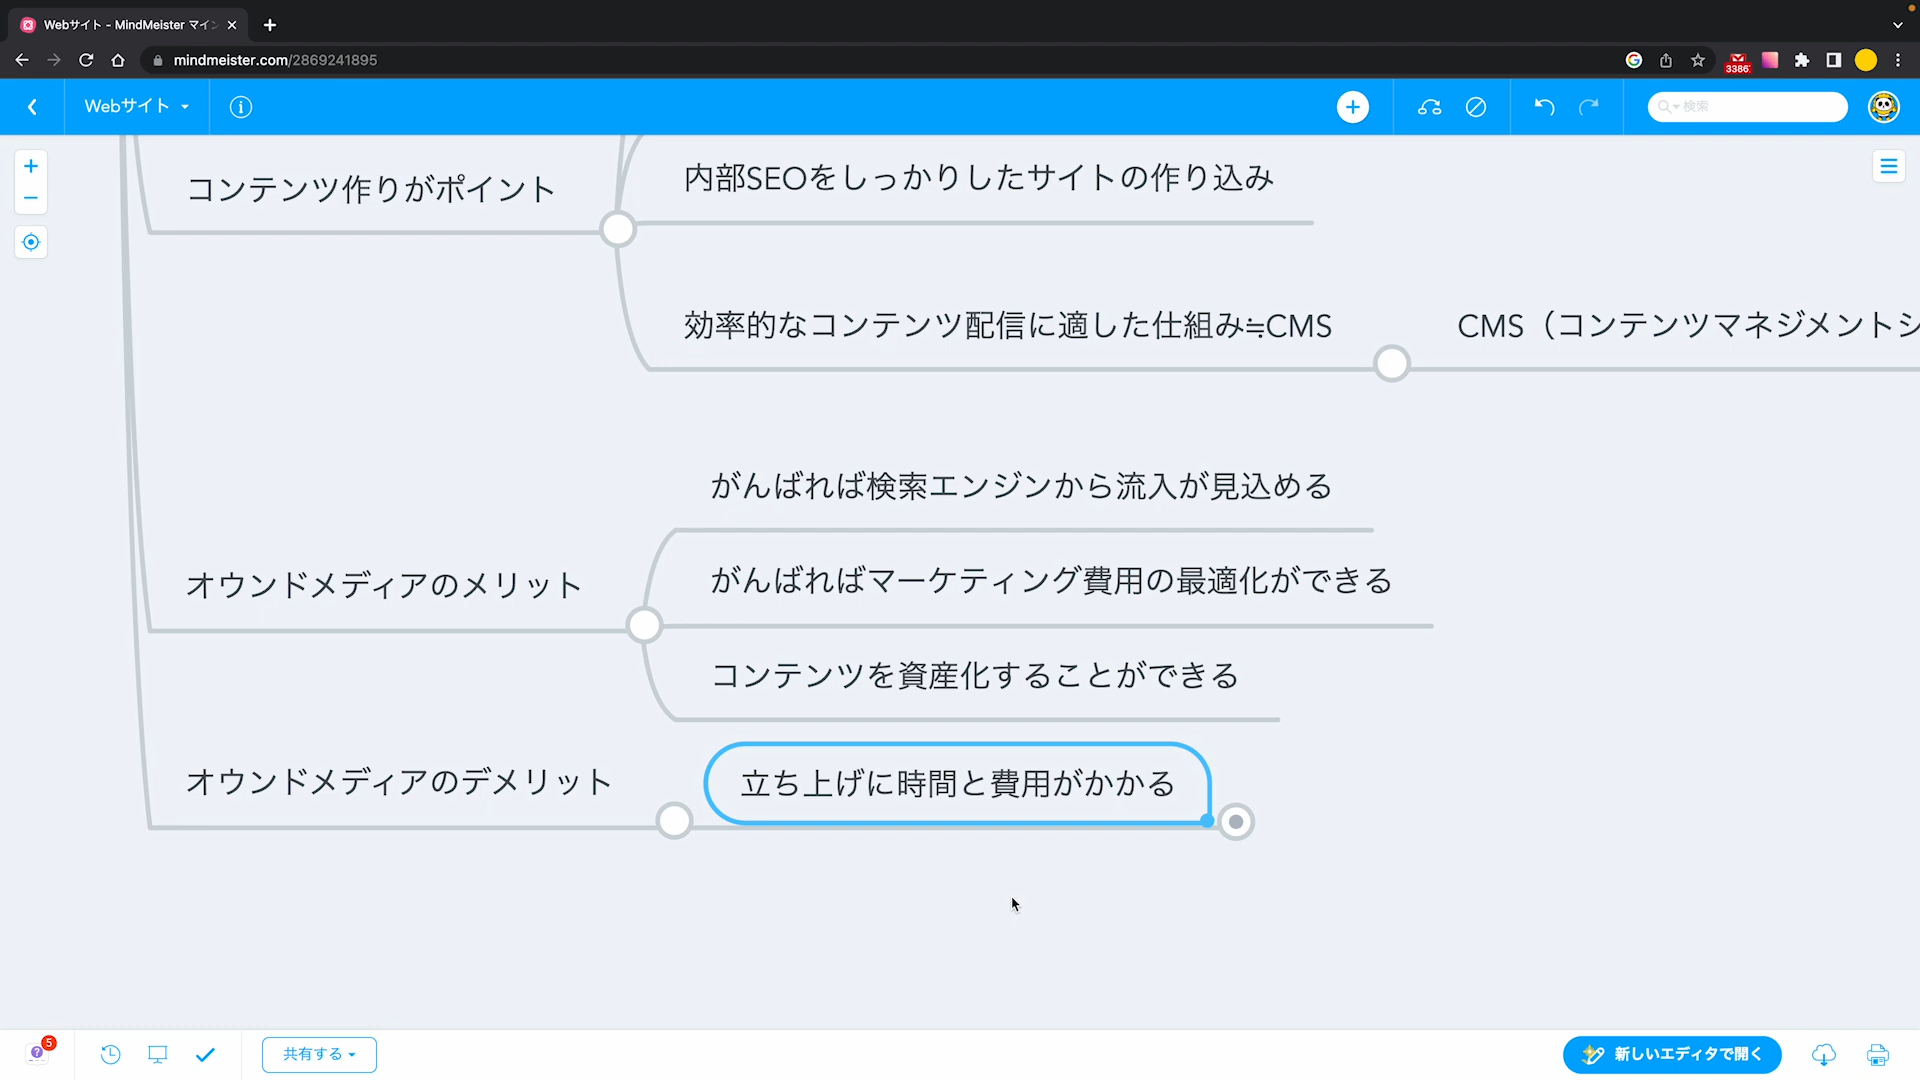 Webサイト - MindMeister マイン
mindmeister.com/2869241895
3386
Webサイト
検索
コンテンツ作りがポイント
内部SEOをしっかりしたサイトの作り込み
効率的なコンテンツ配信に適した仕組み≒CMS
CMS（コンテンツマネジメントシ
がんばれば検索エンジンから流入が見込める
オウンドメディアのメリット
がんばればマーケティング費用の最適化ができる
コンテンツを資産化することができる
オウンドメディアのデメリット
立ち上げに時間と費用がかかる
5
共有する
新しいエディタで開く